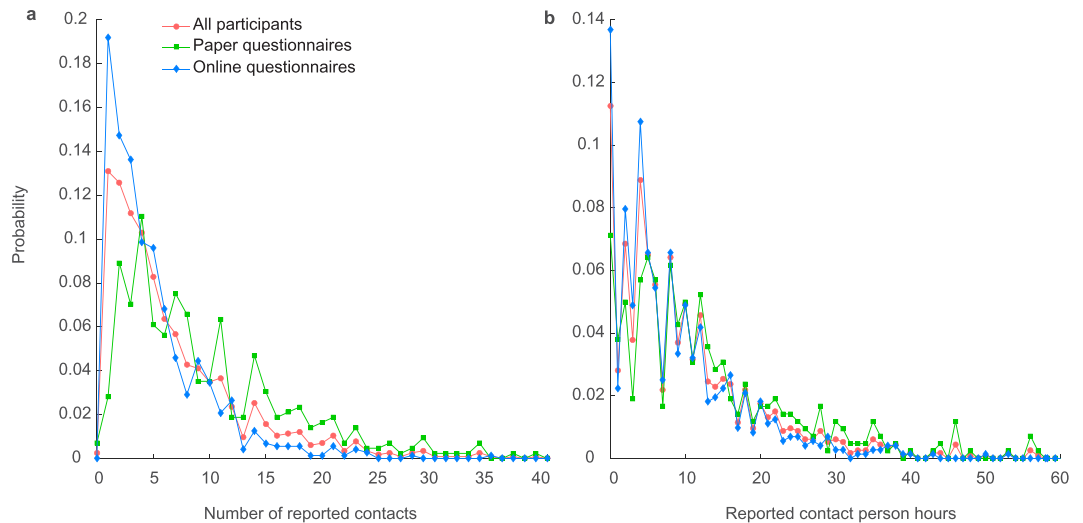 a
All participants
Paper questionnaires
Online questionnaires
0.2
0.18
0.16
0.14
0.12
0.1
0.08
0.06
0.04
0.02
0
Probability
0 5 10 15 20 25 30 35 40
Number of reported contacts
b
0.14
0.12
0.1
0.08
0.06
0.04
0.02
0
0 10 20 30 40 50 60
Reported contact person hours